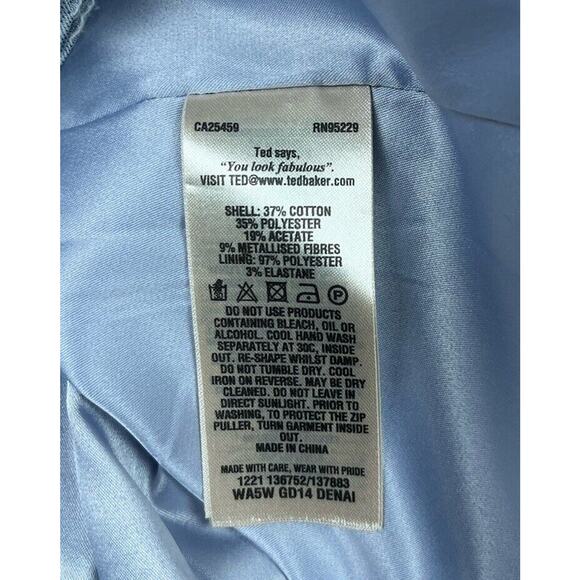 CA25459 RN95229
Ted says,
"You look fabulous".
VISIT TED@www.tedbaker.com
SHELL: 37% COTTON
35% POLYESTER
19% ACETATE
9% METALLISED FIBRES
LINING: 97% POLYESTER
3% ELASTANE
P
DO NOT USE PRODUCTS
CONTAINING BLEACH, OIL OR
ALCOHOL. COOL HAND WASH
SEPARATELY AT 30C, INSIDE
OUT. RE-SHAPE WHILST DAMP.
DO NOT TUMBLE DRY. COOL
IRON ON REVERSE. MAY BE DRY
CLEANED. DO NOT LEAVE IN
DIRECT SUNLIGHT. PRIOR TO
WASHING, TO PROTECT THE ZIP
PULLER, TURN GARMENT INSIDE
OUT.
MADE IN CHINA
MADE WITH CARE, WEAR WITH PRIDE
1221 136752/137883
WA5W GD14 DENAI